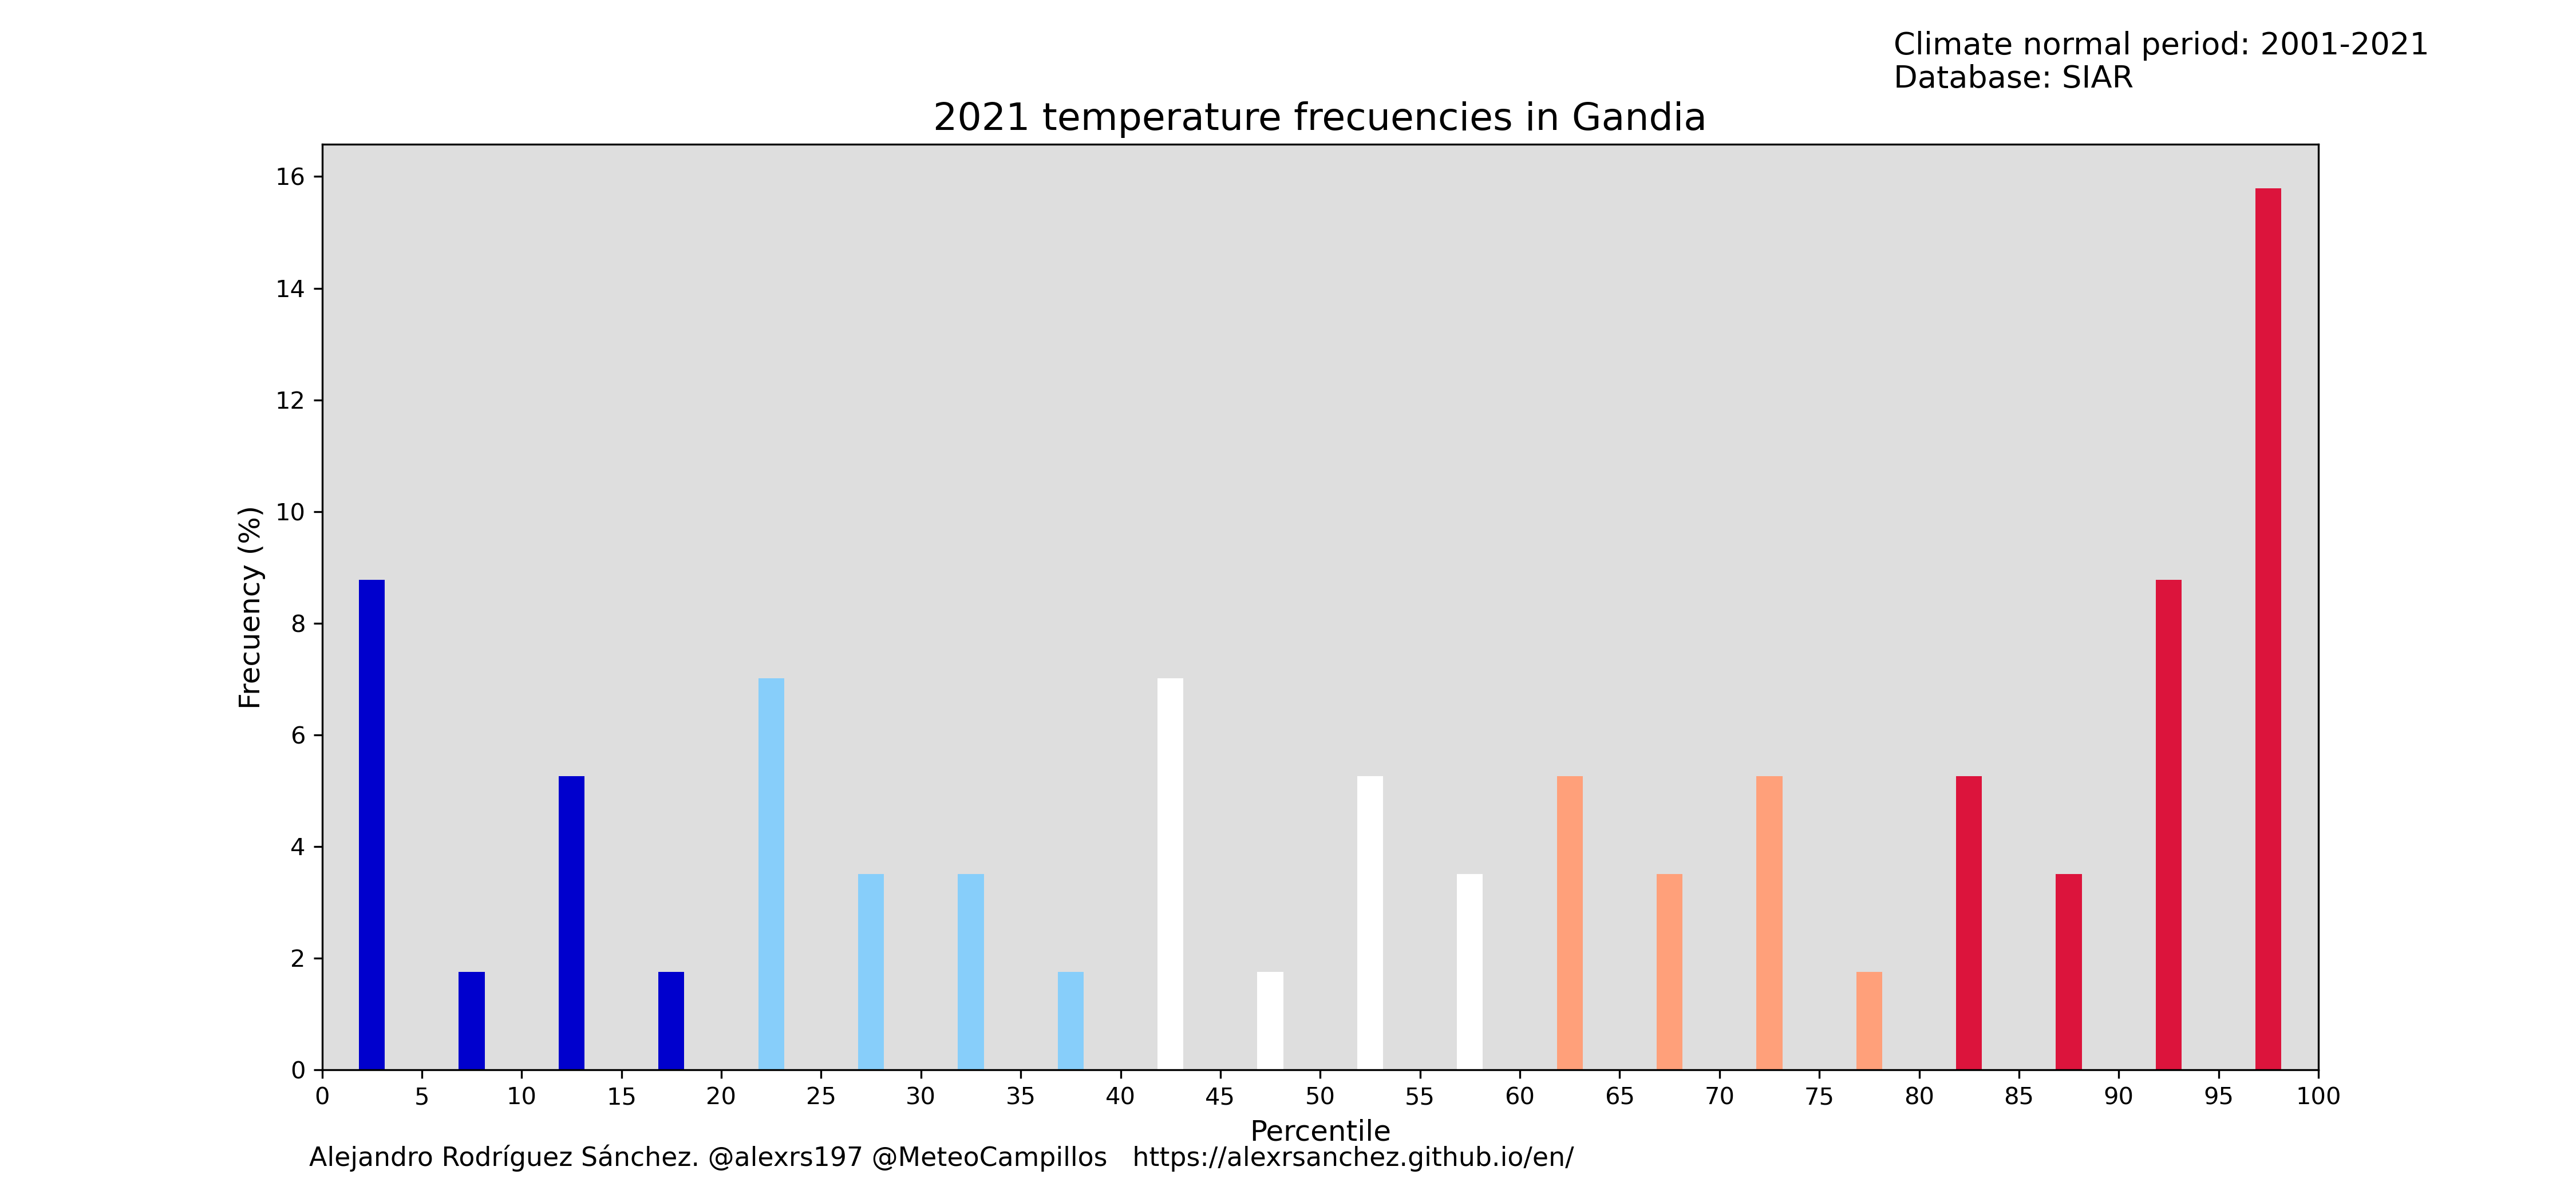 Climate normal period: 2001-2021
Database: SIAR
2021 temperature frecuencies in Gandia
Frecuency (%)
16
14
12
10
8
6
4
2
0
0 5 10 15 20 25 30 35 40 45 50 55 60 65 70 75 80 85 90 95 100
Percentile
Alejandro Rodríguez Sánchez. @alexrs197 @MeteoCampillos https://alexrsanchez.github.io/en/